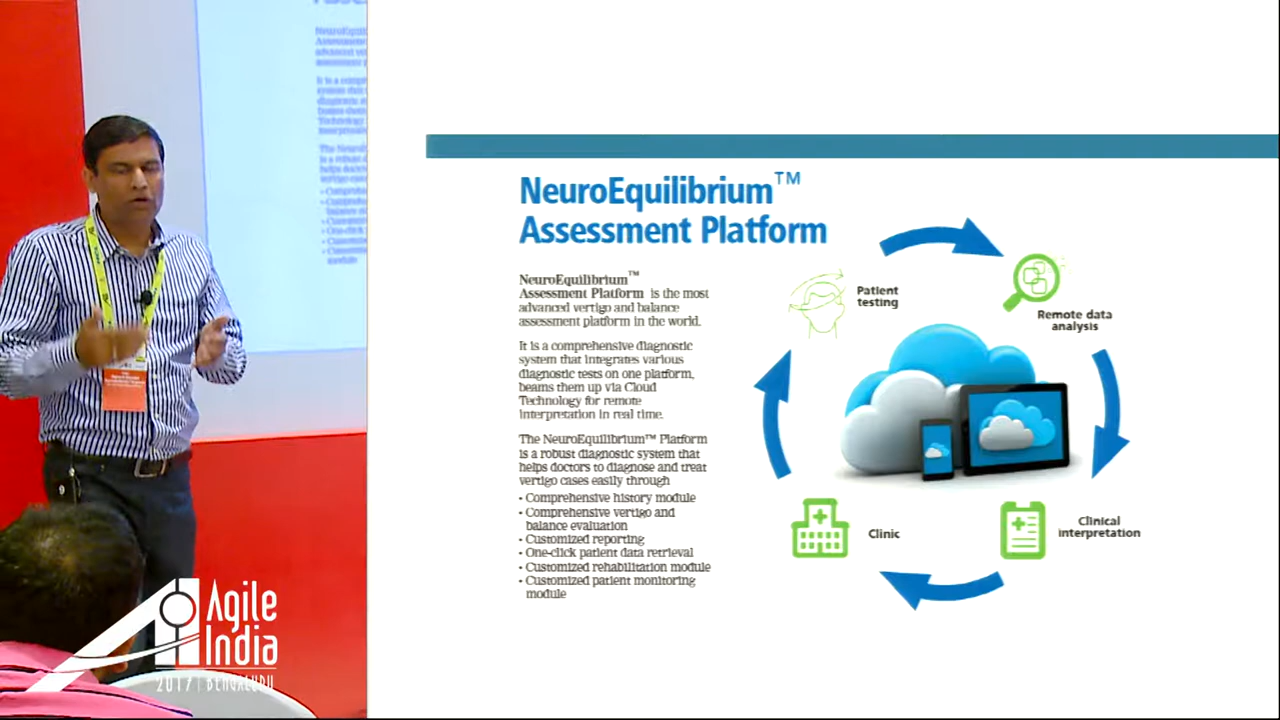 NeuroEquilibrium™
Assessment Platform
NeuroEquilibrium™
Assessment Platform is the most
advanced vertigo and balance
assessment platform in the world.
It is a comprehensive diagnostic
system that integrates various
diagnostic tests on one platform,
beams them up via Cloud
Technology for remote
interpretation in real time.
The NeuroEquilibrium™ Platform
is a robust diagnostic system that
helps doctors to diagnose and treat
vertigo cases easily through
• Comprehensive history module
• Comprehensive vertigo and
balance evaluation
• Customized reporting
• One-click patient data retrieval
• Customized rehabilitation module
• Customized patient monitoring
module
Patient
testing
Remote data
analysis
Clinical
interpretation
Clinic
Agile
India
2017 | BENGALURU